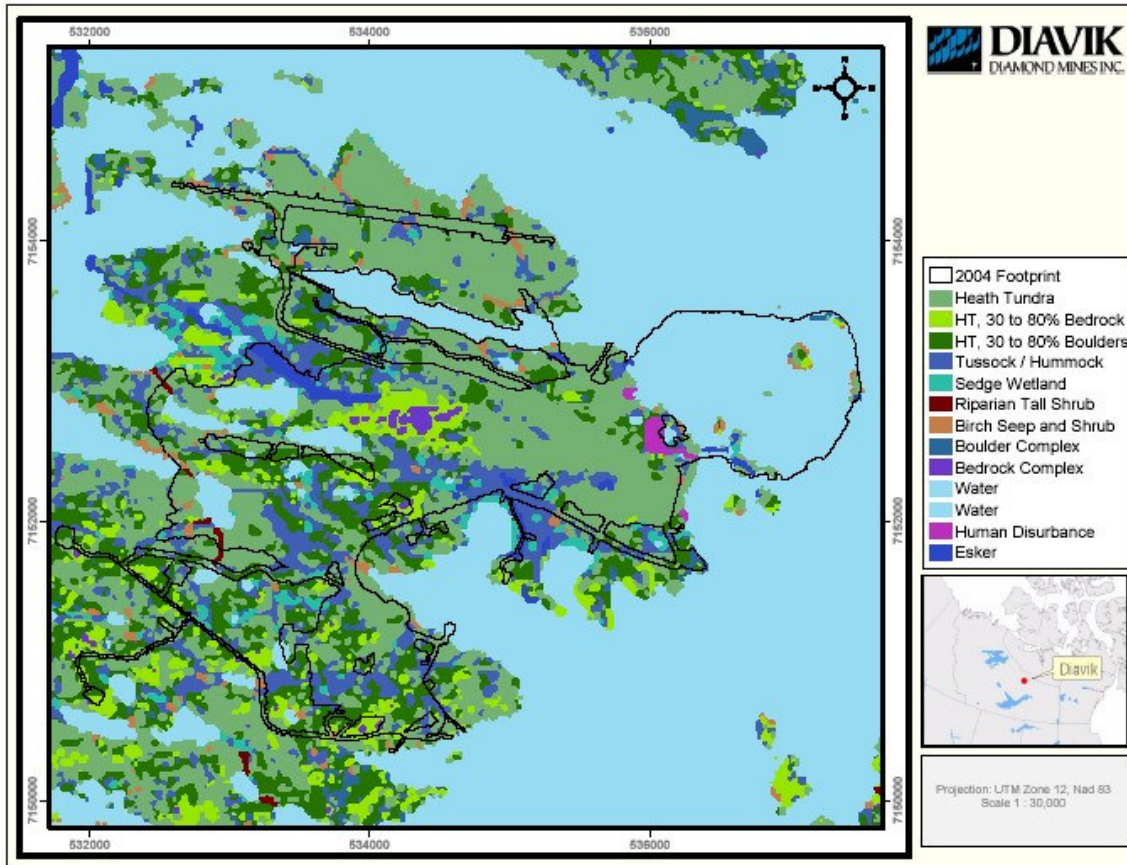 532000
534000
536000
DIAVIK
DIAMOND MINES INC.
N
7154000
7154000
7152000
7152000
7150000
7150000
532000
534000
536000
2004 Footprint
Heath Tundra
HT, 30 to 80% Bedrock
HT, 30 to 80% Boulders
Tussock / Hummock
Sedge Wetland
Riparian Tall Shrub
Birch Seep and Shrub
Boulder Complex
Bedrock Complex
Water
Water
Human Disturbance
Esker
Diavik
Projection: UTM Zone 12, Nad 83
Scale 1 : 30,000